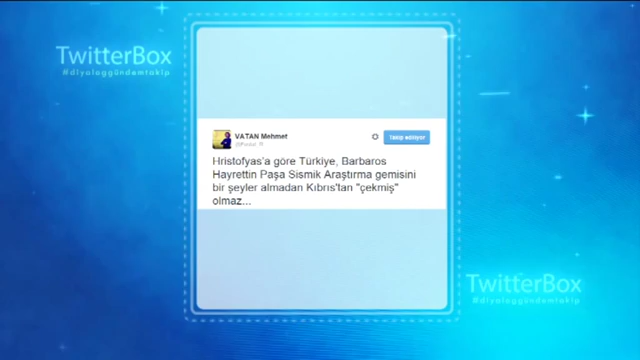 TwitterBox
#diyaloggündemtakip
VATAN Mehmet
Takip ediliyor
Hristofyas'a göre Türkiye, Barbaros
Hayrettin Paşa Sismik Araştırma gemisini
bir şeyler almadan Kıbrıs'tan "çekmiş"
olmaz...
TwitterBox
#diyaloggündemtakip